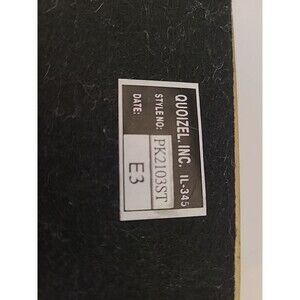 QUOIZEL, INC. IL-345
STYLE NO: PK2103ST
DATE: E3